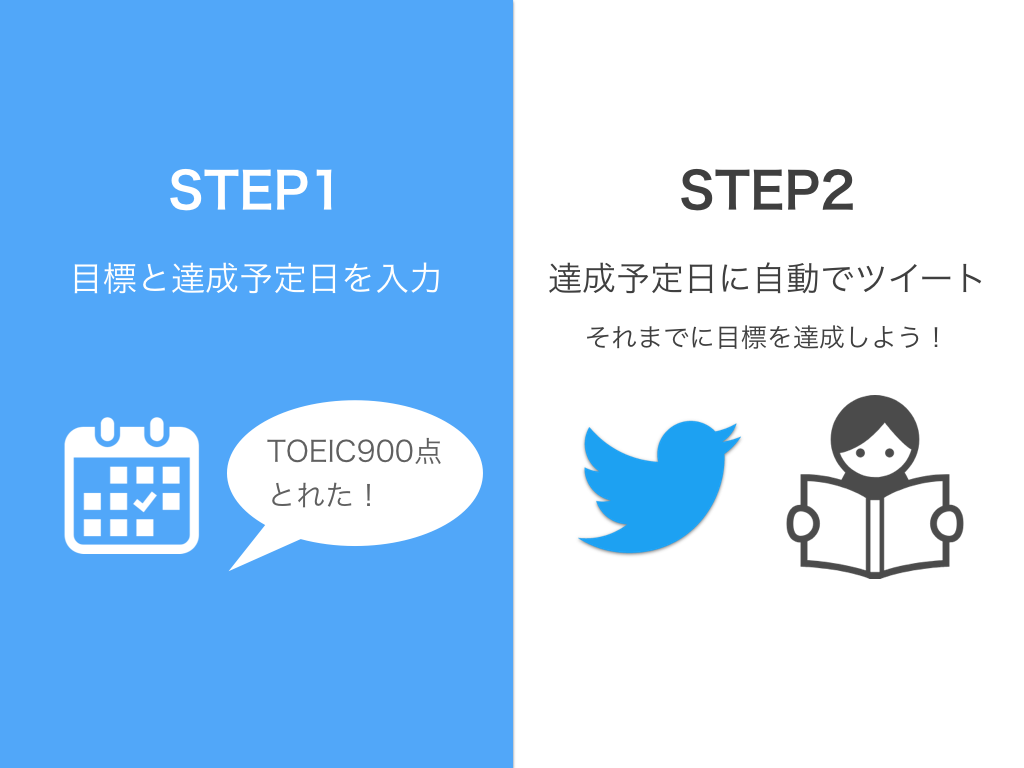 STEP1
目標と達成予定日を入力
TOEIC900点
とれた！
STEP2
達成予定日に自動でツイート
それまでに目標を達成しよう！